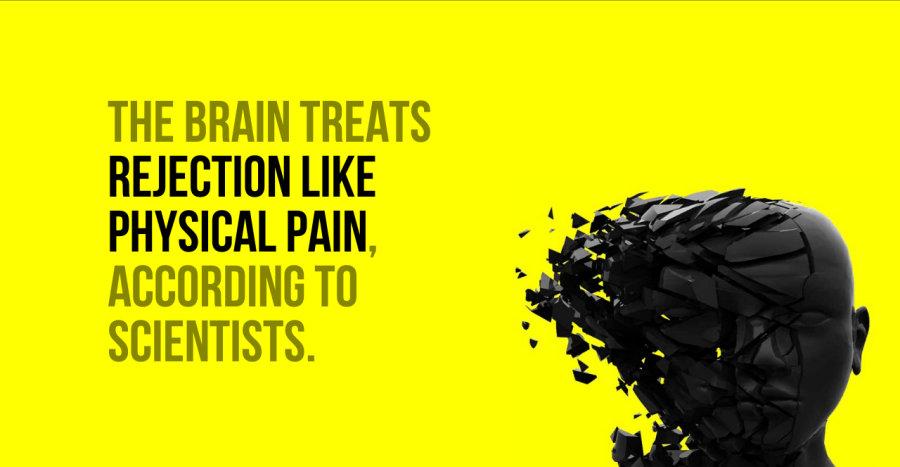 THE BRAIN TREATS
REJECTION LIKE
PHYSICAL PAIN,
ACCORDING TO
SCIENTISTS.